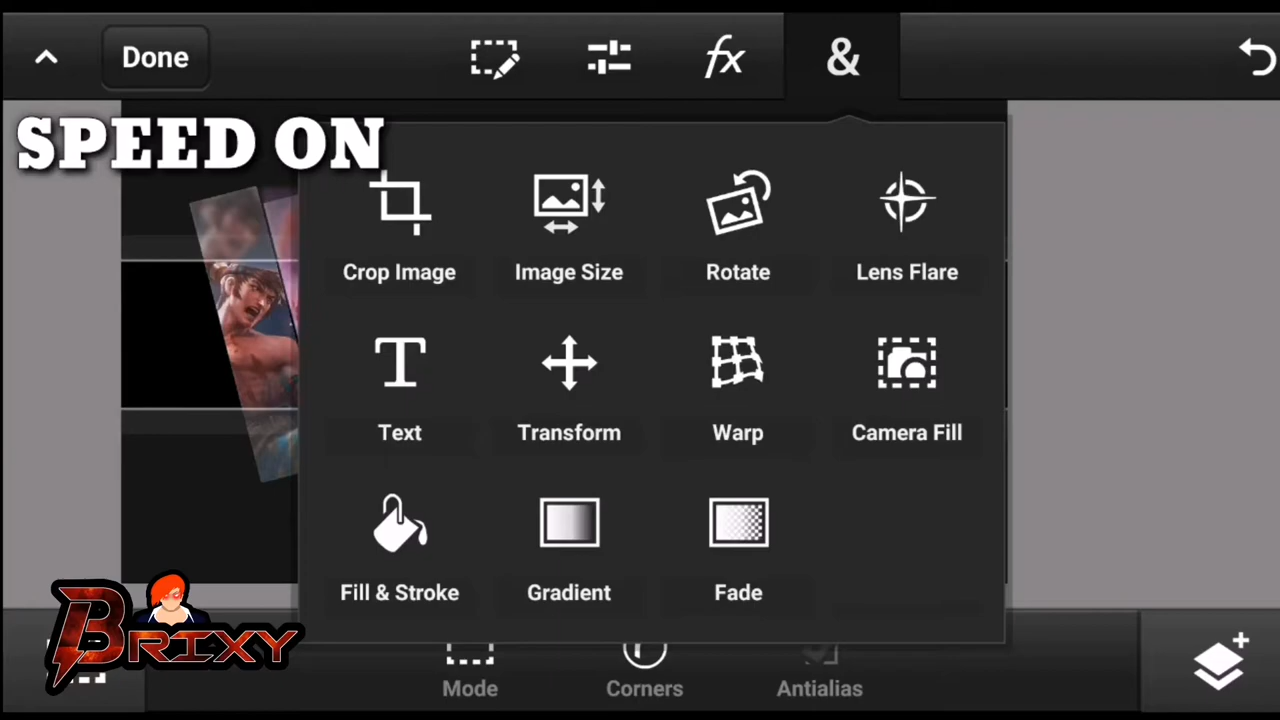 Done
fx
&
SPEED ON
Crop Image
Image Size
Rotate
Lens Flare
T
Text
Transform
Warp
Camera Fill
Fill & Stroke
Gradient
Fade
BRIXY
Mode
Corners
Antialias